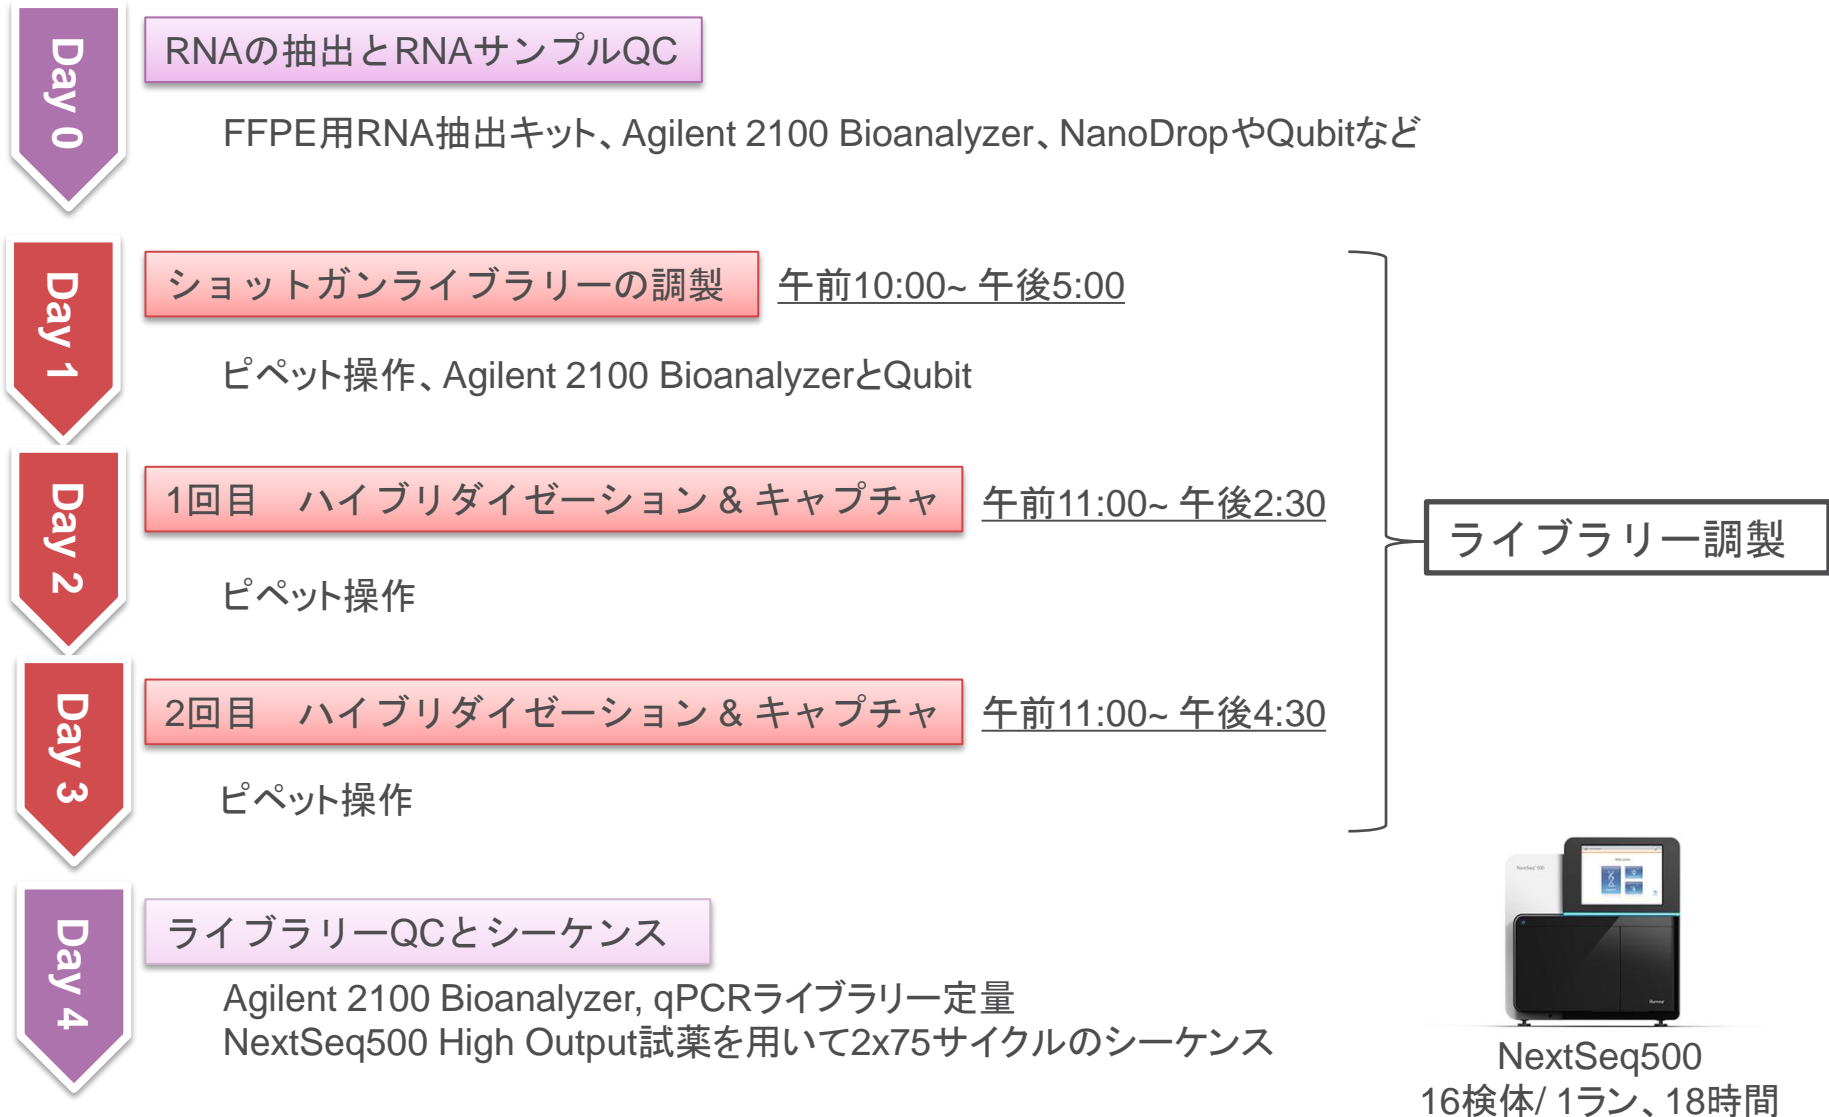 Day 0
RNAの抽出とRNAサンプルQC
FFPE用RNA抽出キット、Agilent 2100 Bioanalyzer、NanoDropやQubitなど
Day 1
ショットガンライブラリーの調製
午前10:00~ 午後5:00
ピペット操作、Agilent 2100 BioanalyzerとQubit
Day 2
1回目　ハイブリダイゼーション & キャプチャ
午前11:00~ 午後2:30
ピペット操作
ライブラリー調製
Day 3
2回目　ハイブリダイゼーション & キャプチャ
午前11:00~ 午後4:30
ピペット操作
Day 4
ライブラリーQCとシーケンス
Agilent 2100 Bioanalyzer, qPCRライブラリー定量
NextSeq500 High Output試薬を用いて2x75サイクルのシーケンス
NextSeq 500
Welcome
NextSeq500
16検体/ 1ラン、18時間